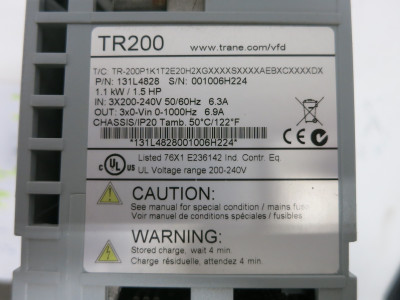 TR200 www.trane.com/vfd
T/C: TR-200P1K1T2E20H2XGXXXXSXXXXAEBXCXXXXDX
P/N: 131L4828 S/N: 001006H224
1.1 kW / 1.5 HP
IN: 3X200-240V 50/60Hz 6.3A
OUT: 3x0-Vin 0-1000Hz 6.9A
CHASSIS/IP20 Tamb. 50°C/122°F
*131L4828001006H224*
Listed 76X1 E236142 Ind. Contr. Eq.
UL Voltage range 200-240V
CAUTION:
See manual for special condition / mains fuse
Voir manuel de conditions spéciales / fusibles
WARNING:
Stored charge, wait 4 min.
Charge résiduelle, attendez 4 min.